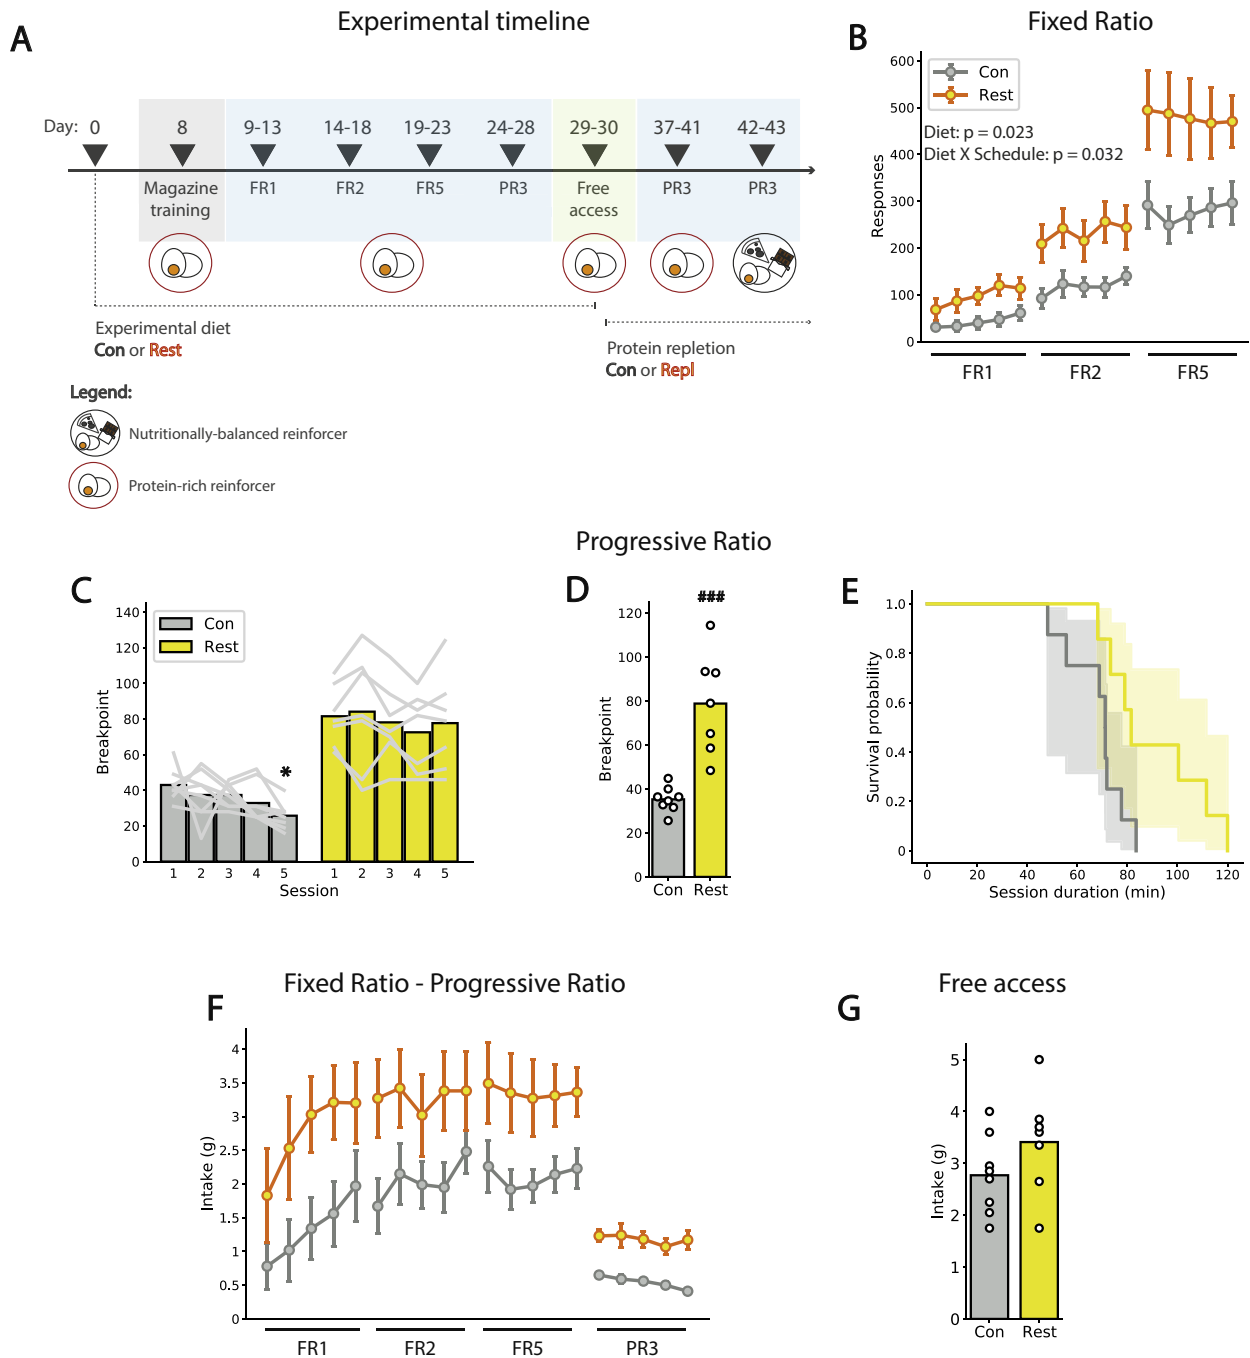 A
Experimental timeline
Day: 0 8 9-13 14-18 19-23 24-28 29-30 37-41 42-43
Magazine training FR1 FR2 FR5 PR3 Free access PR3 PR3
Experimental diet
Con or Rest
Protein repletion
Con or Repl
Legend:
Nutritionally-balanced reinforcer
Protein-rich reinforcer
B
Fixed Ratio
Con
Rest
Diet: p = 0.023
Diet X Schedule: p = 0.032
Responses
600
500
400
300
200
100
0
FR1 FR2 FR5
Progressive Ratio
C
Con
Rest
Breakpoint
140
120
100
80
60
40
20
0
*
1 2 3 4 5 1 2 3 4 5
Session
D
###
Breakpoint
120
100
80
60
40
20
0
Con Rest
E
Survival probability
1.0
0.8
0.6
0.4
0.2
0
0 20 40 60 80 100 120
Session duration (min)
Fixed Ratio - Progressive Ratio
F
Intake (g)
4
3.5
3
2.5
2
1.5
1
0.5
0
FR1 FR2 FR5 PR3
Free access
G
Intake (g)
5
4
3
2
1
0
Con Rest